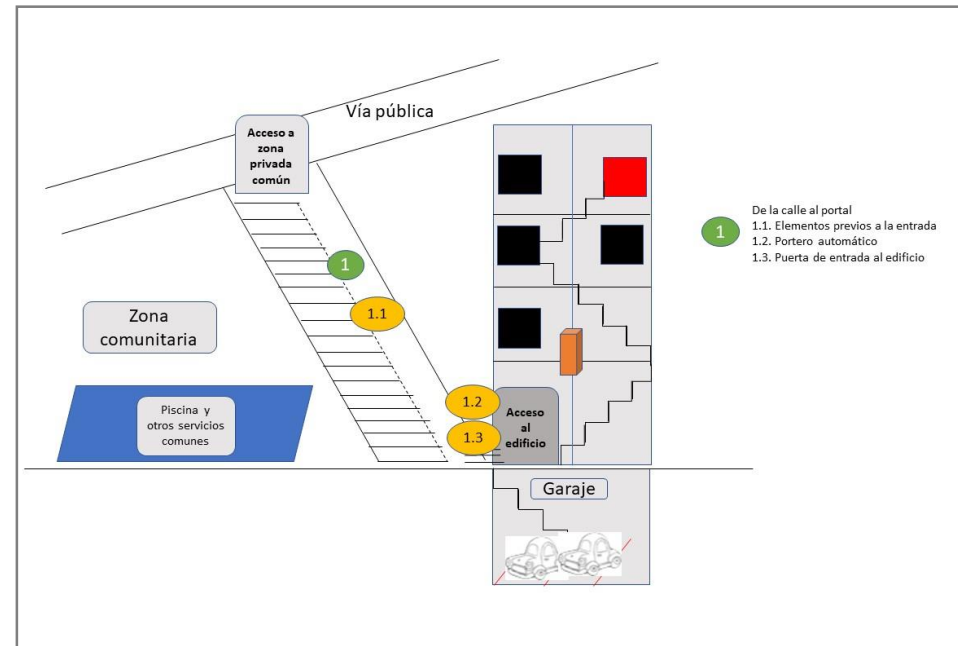 Vía pública
Acceso a
zona
privada
común
1
De la calle al portal
1.1. Elementos previos a la entrada
1.2. Portero automático
1.3. Puerta de entrada al edificio
1
1.1
Zona
comunitaria
Piscina y
otros servicios
comunes
1.2
1.3
Acceso
al
edificio
Garaje